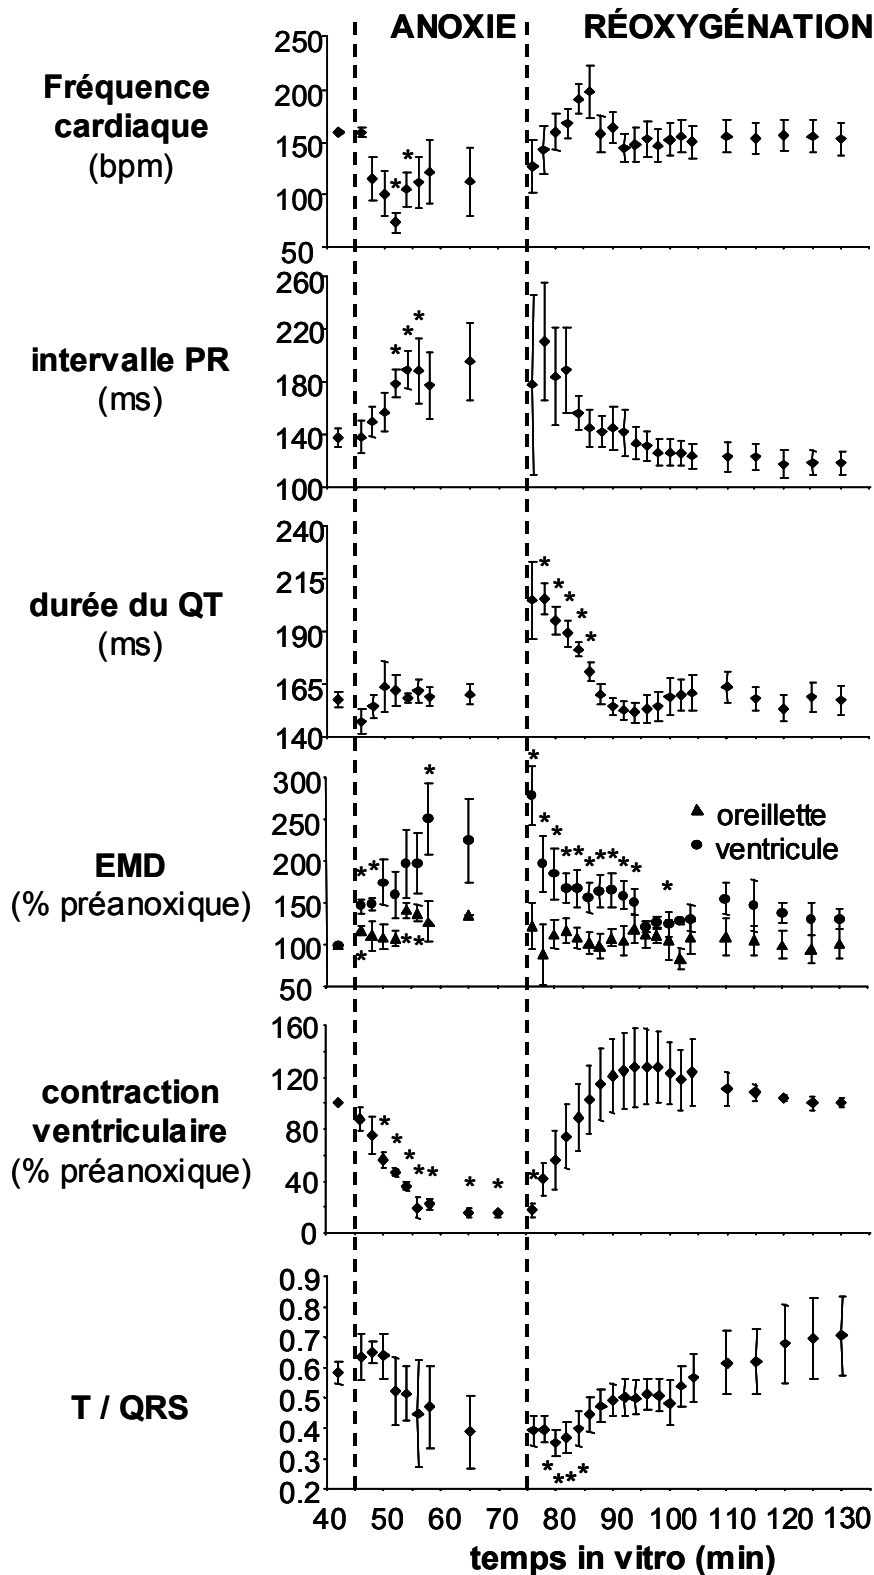 ANOXIE RÉOXYGÉNATION
Fréquence
cardiaque
(bpm)
250
200
150
100
50
* *
intervalle PR
(ms)
260
220
180
140
100
* * *
durée du QT
(ms)
240
215
190
165
140
* * * * *
EMD
(% préanoxique)
300
250
200
150
100
50
oreillette
ventricule
* * * * * * * * * * * * * * * *
contraction
ventriculaire
(% préanoxique)
160
120
80
40
0
* * * * * * * *
T / QRS
0.9
0.8
0.7
0.6
0.5
0.4
0.3
0.2
* * * *
40 50 60 70 80 90 100 110 120 130
temps in vitro (min)